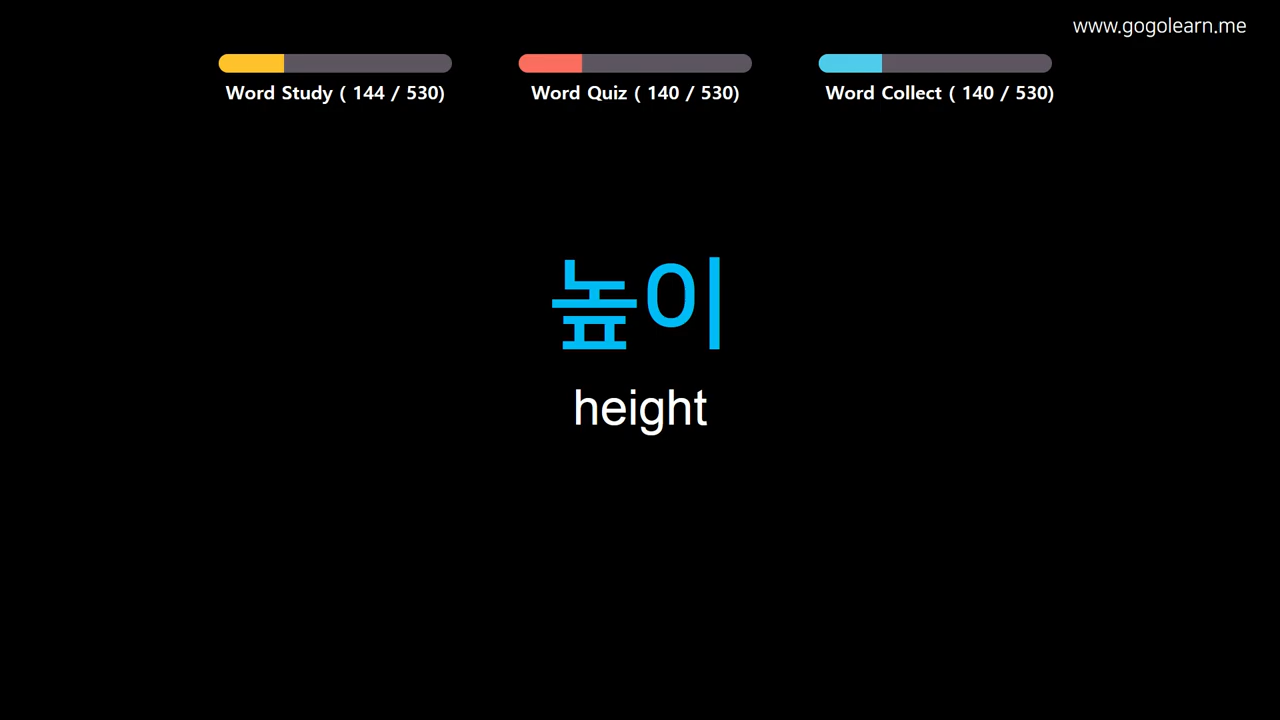 www.gogolearn.me
Word Study ( 144 / 530)
Word Quiz ( 140 / 530)
Word Collect ( 140 / 530)
높이
height